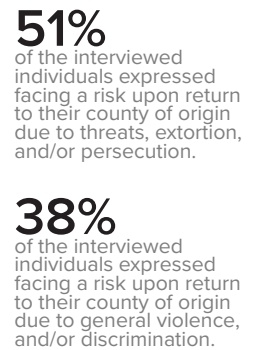 51%
of the interviewed
individuals expressed
facing a risk upon return
to their county of origin
due to threats, extortion,
and/or persecution.
38%
of the interviewed
individuals expressed
facing a risk upon return
to their county of origin
due to general violence,
and/or discrimination.